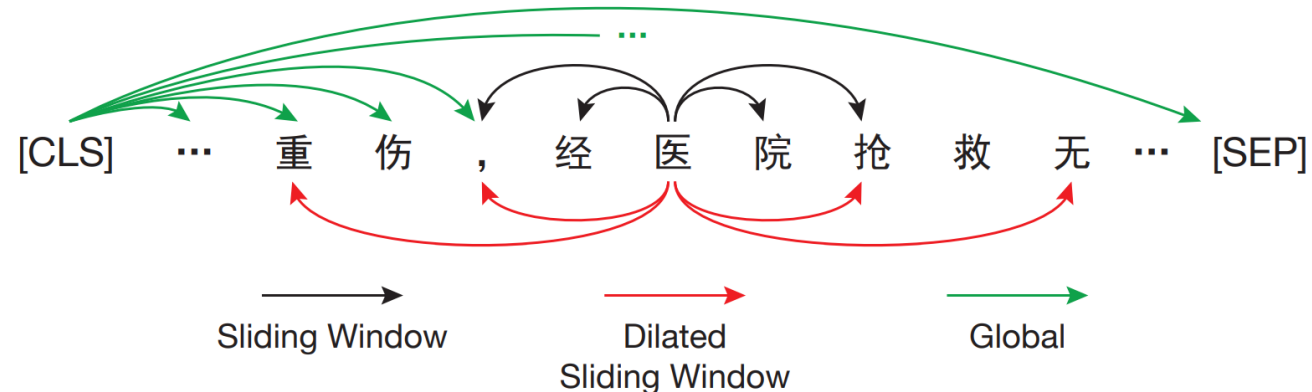 ...
[CLS] ... 重 伤 , 经 医 院 抢 救 无 ... [SEP]
Sliding Window
Dilated
Sliding Window
Global